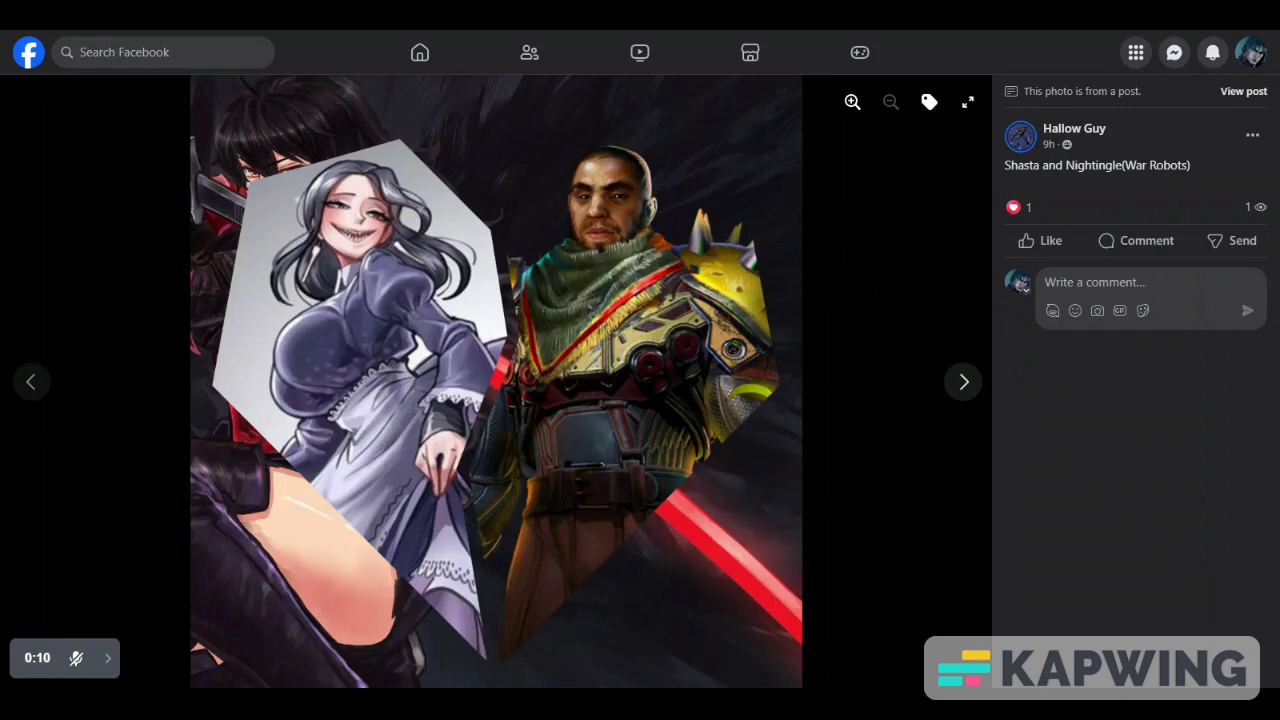 Search Facebook
This photo is from a post.
View post
Hallow Guy
9h ·
Shasta and Nightingle(War Robots)
1
1
Like
Comment
Send
Write a comment...
GIF
0:10
KAPWING